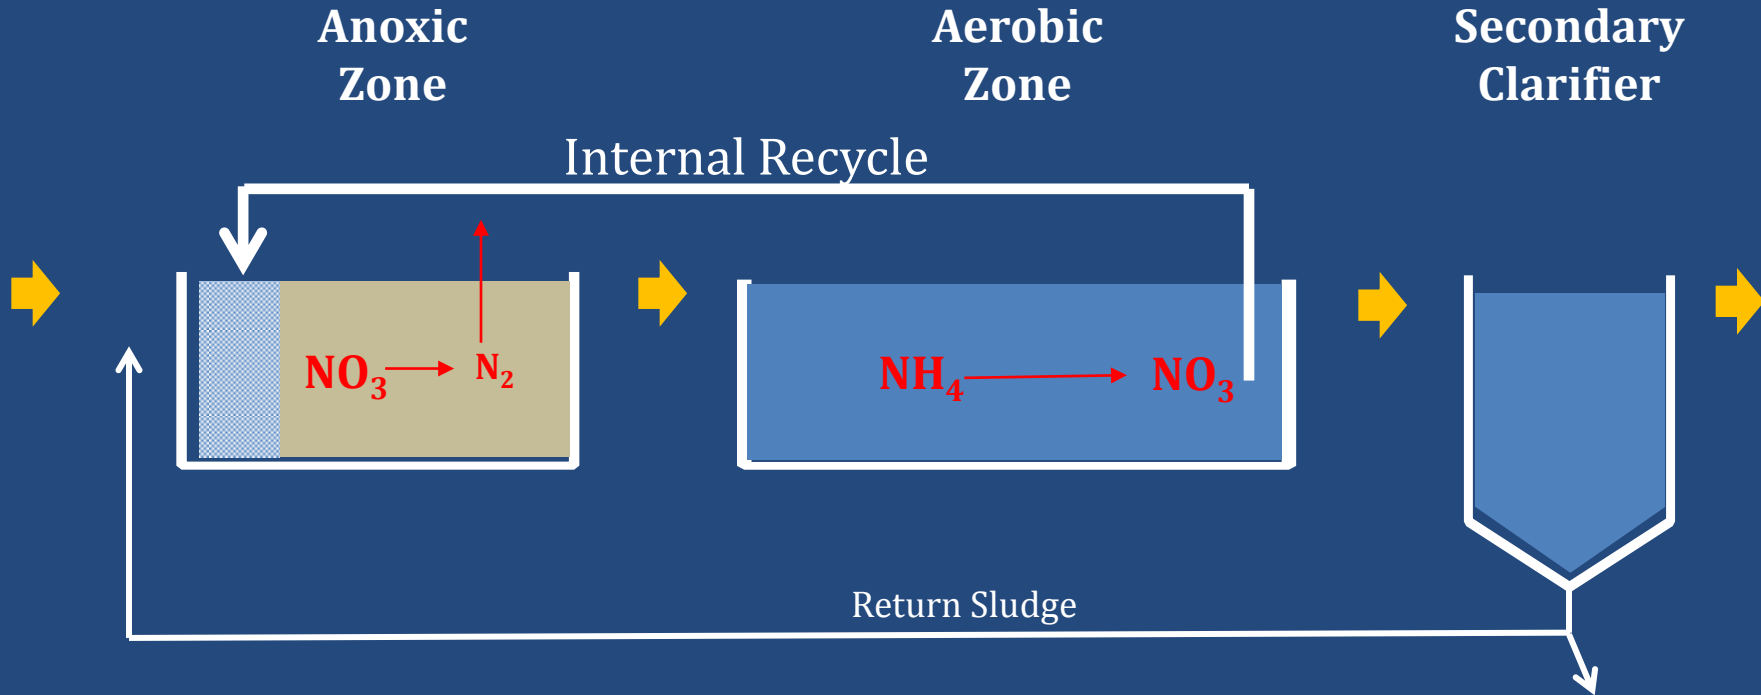 Anoxic
Zone
Aerobic
Zone
Secondary
Clarifier
Internal Recycle
NO₃ N₂
NH₄ NO₃
Return Sludge